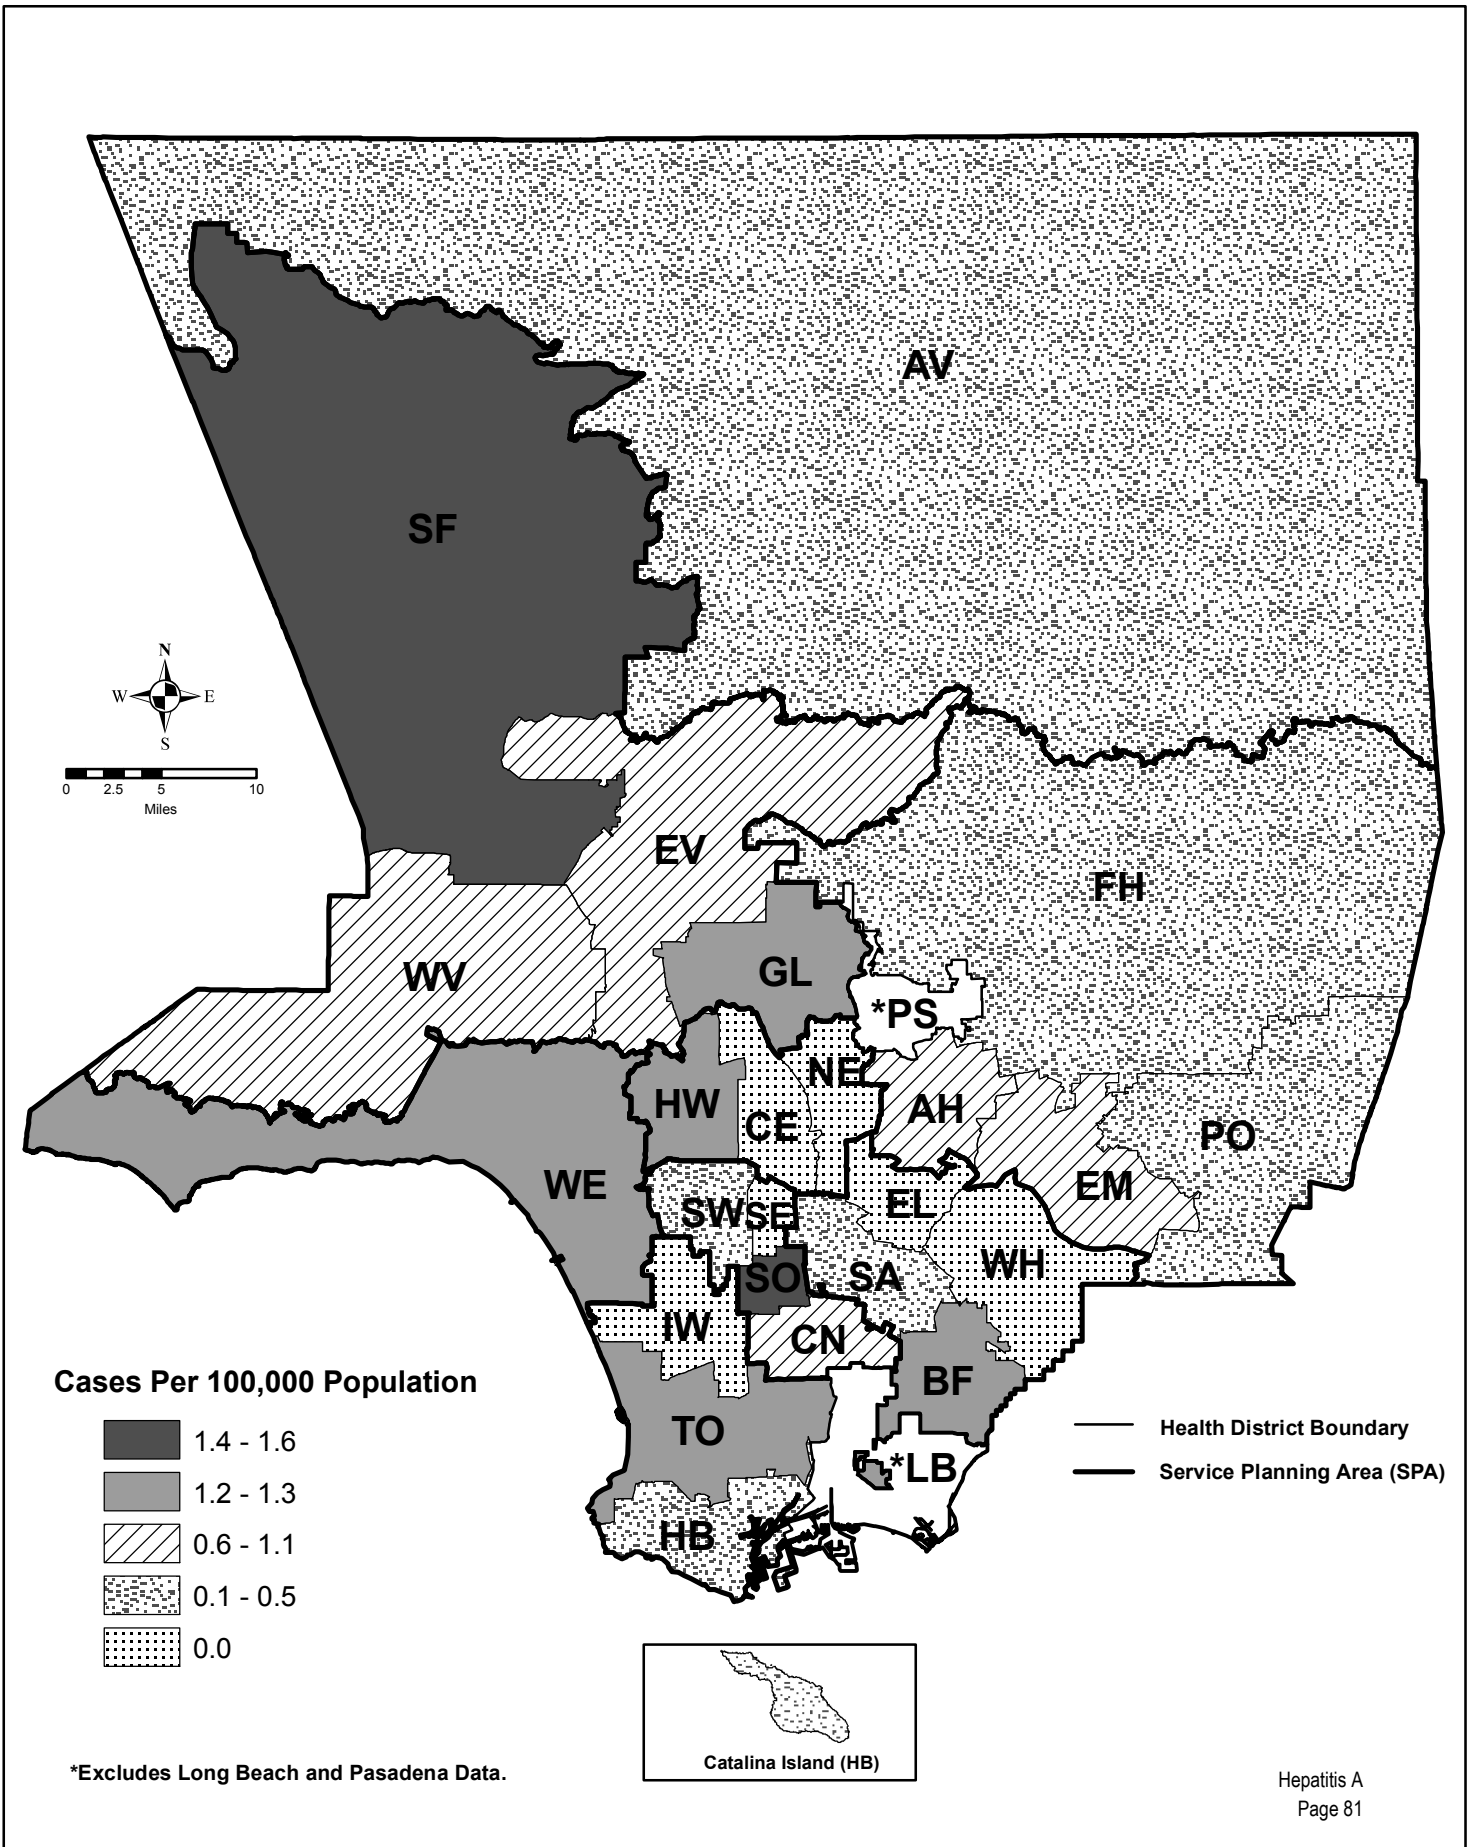 AV
SF
N
W E
S
0 2.5 5 10
Miles
EV
FH
WV
GL
*PS
NE
HW
AH
CE
PO
WE
EM
SW
SE
EL
WH
SO
SA
IW
CN
Cases Per 100,000 Population
BF
1.4 - 1.6
TO
Health District Boundary
*LB
Service Planning Area (SPA)
1.2 - 1.3
HB
0.6 - 1.1
0.1 - 0.5
0.0
Catalina Island (HB)
*Excludes Long Beach and Pasadena Data.
Hepatitis A
Page 81